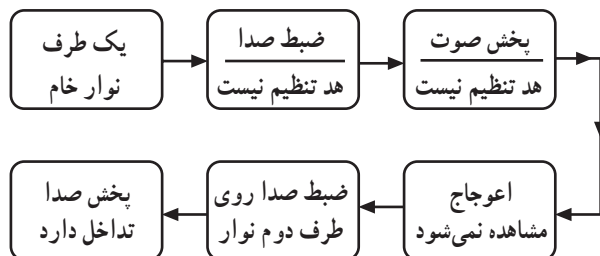 یک طرف
نوار خام
ضبط صدا
هد تنظیم نیست
پخش صوت
هد تنظیم نیست
اعوجاج
مشاهده نمی‌شود
ضبط صدا روی
طرف دوم نوار
پخش صدا
تداخل دارد